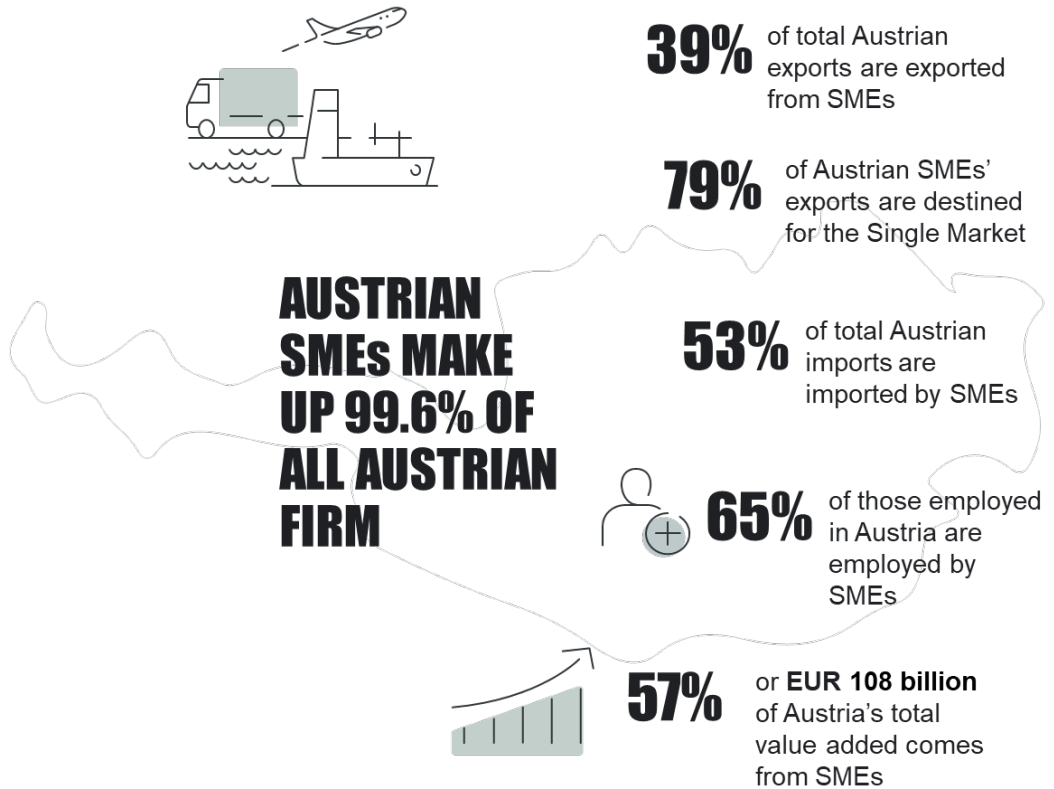 39%
of total Austrian
exports are exported
from SMEs
79%
of Austrian SMEs’
exports are destined
for the Single Market
AUSTRIAN
SMEs MAKE
UP 99.6% OF
ALL AUSTRIAN
FIRM
53%
of total Austrian
imports are
imported by SMEs
65%
of those employed
in Austria are
employed by
SMEs
57%
or EUR 108 billion
of Austria’s total
value added comes
from SMEs